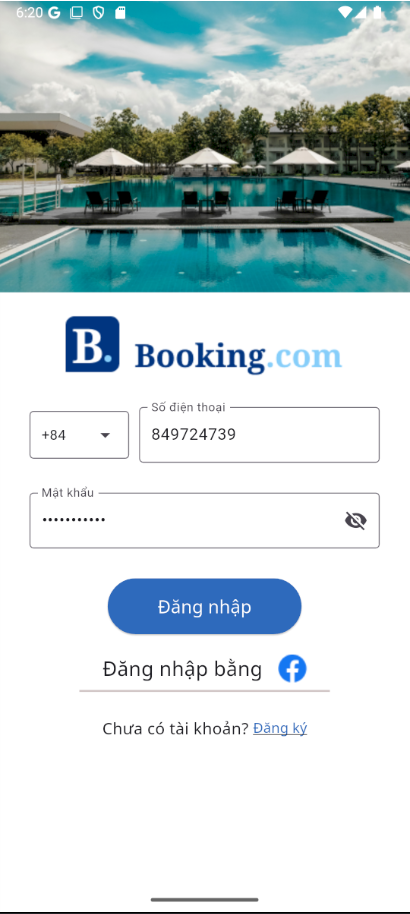 6:20
B.
Booking.com
Số điện thoại
+84
849724739
Mật khẩu
•••••••••••
Đăng nhập
Đăng nhập bằng
Chưa có tài khoản? Đăng ký